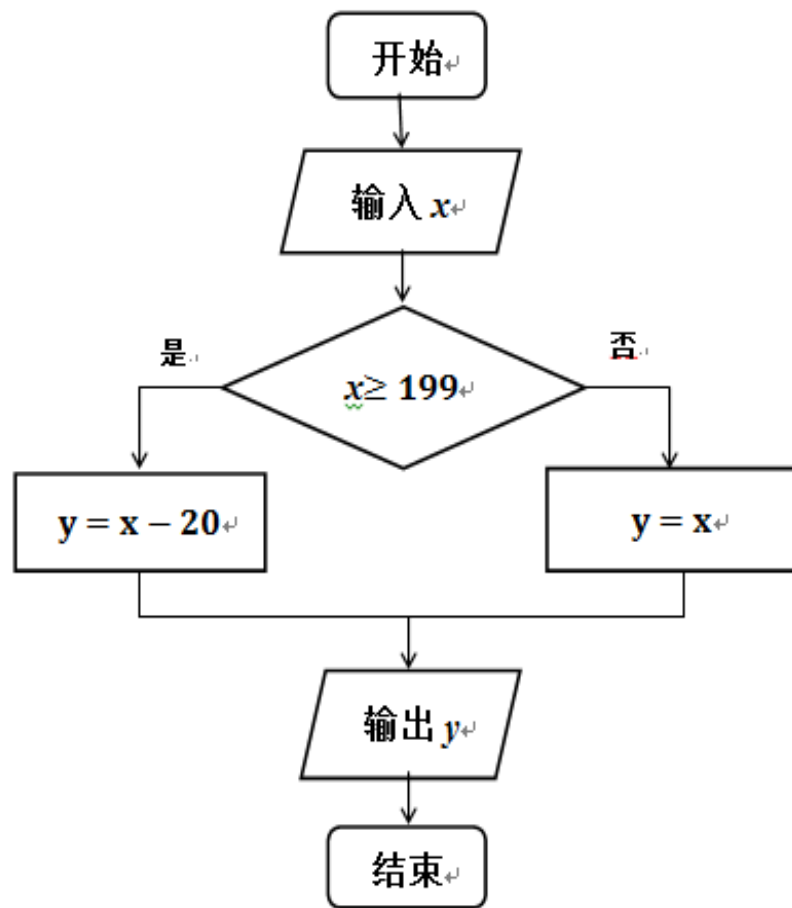 开始↵
输入 x↵
是↵
否↵
x≥ 199↵
y = x − 20↵
y = x↵
输出 y↵
结束↵